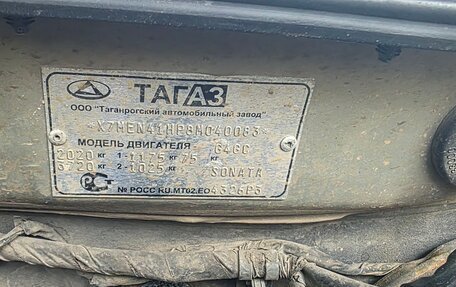 ТАГАЗ
ООО "Таганрогский автомобильный завод"
*X7MEN41HP8M040083*
МОДЕЛЬ ДВИГАТЕЛЯ G4GC
2020 кг 1 - 1175 кг 75 кг
3720 кг 2 - 1025 кг SONATA
№ РОСС RU.MT02.E04326P3